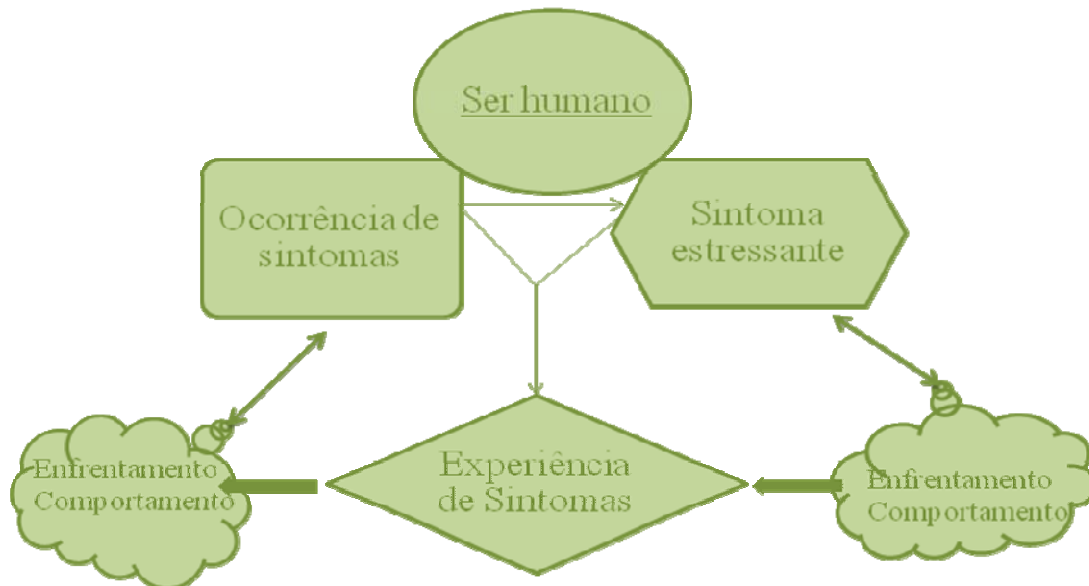 Ser humano
Ocorrência de
sintomas
Sintoma
estressante
Enfrentamento
Comportamento
Experiência
de Sintomas
Enfrentamento
Comportamento